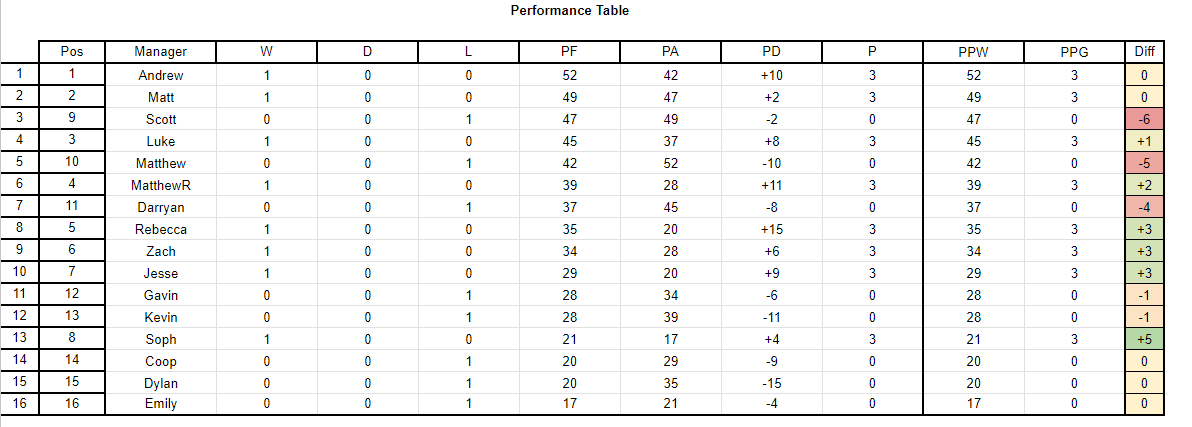 Performance Table
Pos Manager W D L PF PA PD P PPW PPG Diff
1 1 Andrew 1 0 0 52 42 +10 3 52 3 0
2 2 Matt 1 0 0 49 47 +2 3 49 3 0
3 9 Scott 0 0 1 47 49 -2 0 47 0 -6
4 3 Luke 1 0 0 45 37 +8 3 45 3 +1
5 10 Matthew 0 0 1 42 52 -10 0 42 0 -5
6 4 MatthewR 1 0 0 39 28 +11 3 39 3 +2
7 11 Darryan 0 0 1 37 45 -8 0 37 0 -4
8 5 Rebecca 1 0 0 35 20 +15 3 35 3 +3
9 6 Zach 1 0 0 34 28 +6 3 34 3 +3
10 7 Jesse 1 0 0 29 20 +9 3 29 3 +3
11 12 Gavin 0 0 1 28 34 -6 0 28 0 -1
12 13 Kevin 0 0 1 28 39 -11 0 28 0 -1
13 8 Soph 1 0 0 21 17 +4 3 21 3 +5
14 14 Coop 0 0 1 20 29 -9 0 20 0 0
15 15 Dylan 0 0 1 20 35 -15 0 20 0 0
16 16 Emily 0 0 1 17 21 -4 0 17 0 0